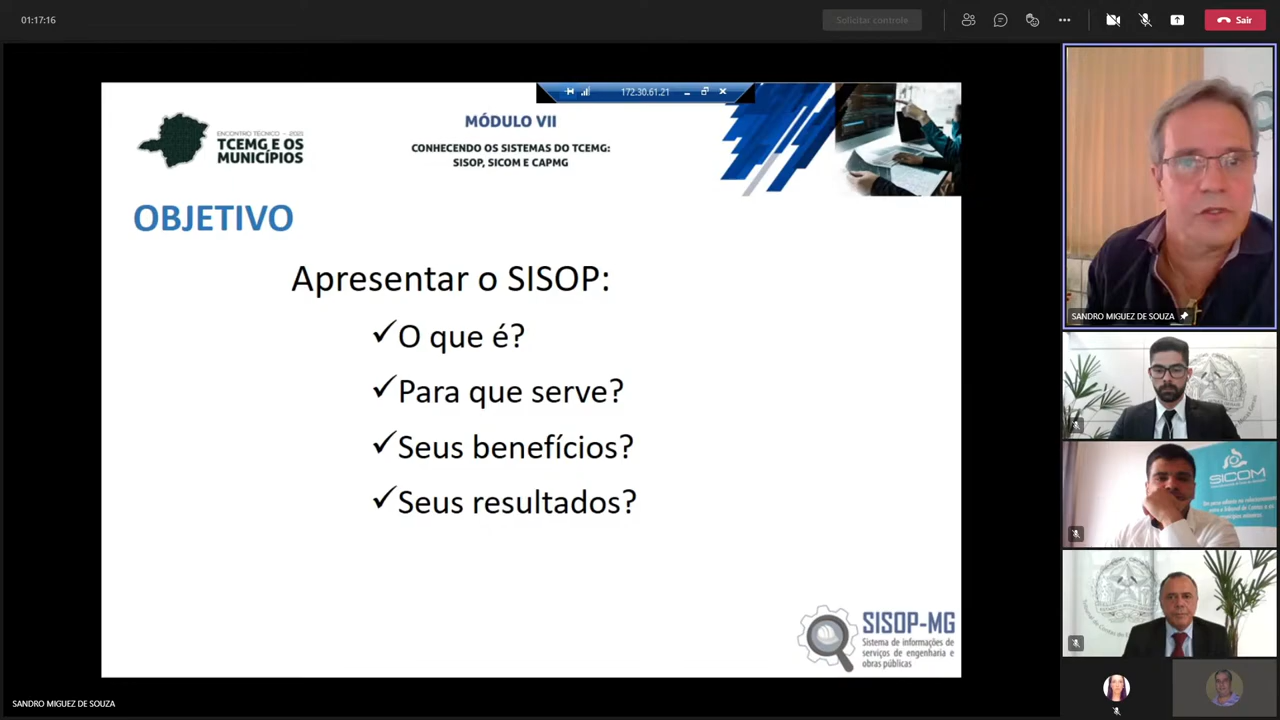 01:17:16
Solicitar controle
Sair
172.30.61.21
ENCONTRO TÉCNICO - 2021
TCEMG E OS
MUNICÍPIOS
MÓDULO VII
CONHECENDO OS SISTEMAS DO TCEMG:
SISOP, SICOM E CAPMG
OBJETIVO
Apresentar o SISOP:
✓O que é?
✓Para que serve?
✓Seus benefícios?
✓Seus resultados?
SISOP-MG
Sistema de informações de
serviços de engenharia e
obras públicas
SANDRO MIGUEZ DE SOUZA
SICOM
SANDRO MIGUEZ DE SOUZA